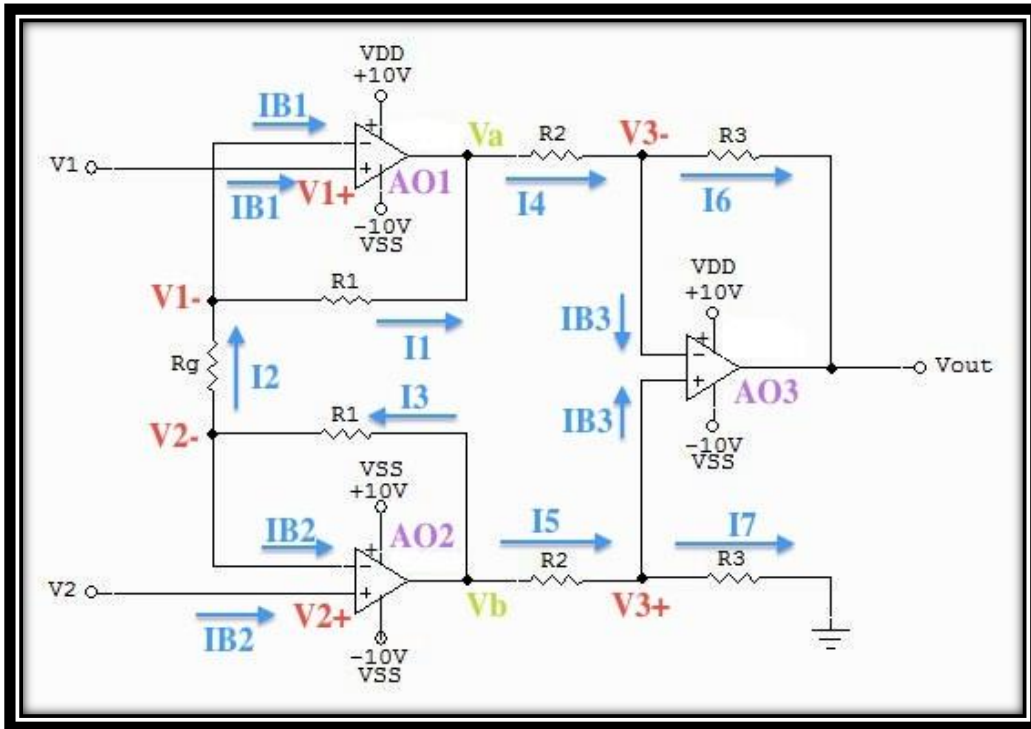 VDD
+10V
IB1
Va
R2
V3-
R3
V1
V1+
AO1
IB1
I4
I6
-10V
VSS
R1
VDD
+10V
V1-
I1
IB3
Rg
I2
AO3
Vout
I3
IB3
R1
V2-
-10V
VSS
VSS
+10V
IB2
AO2
I5
I7
R2
R3
V2
V2+
Vb
V3+
IB2
-10V
VSS